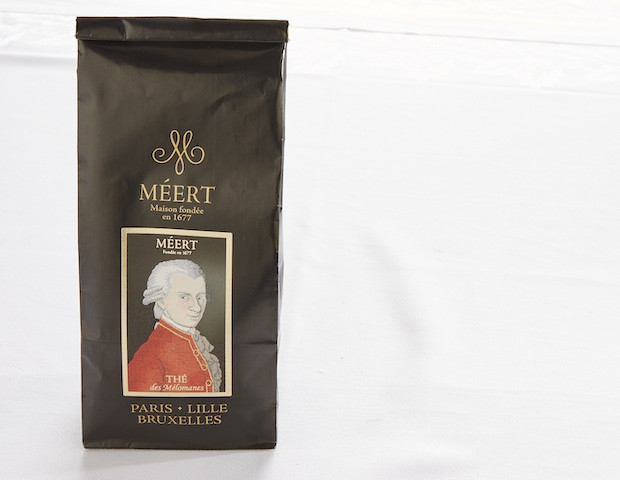 MÉERT
Maison fondée
en 1677
MÉERT
Fondée en 1677
THÉ
des Mélomanes
PARIS • LILLE
BRUXELLES